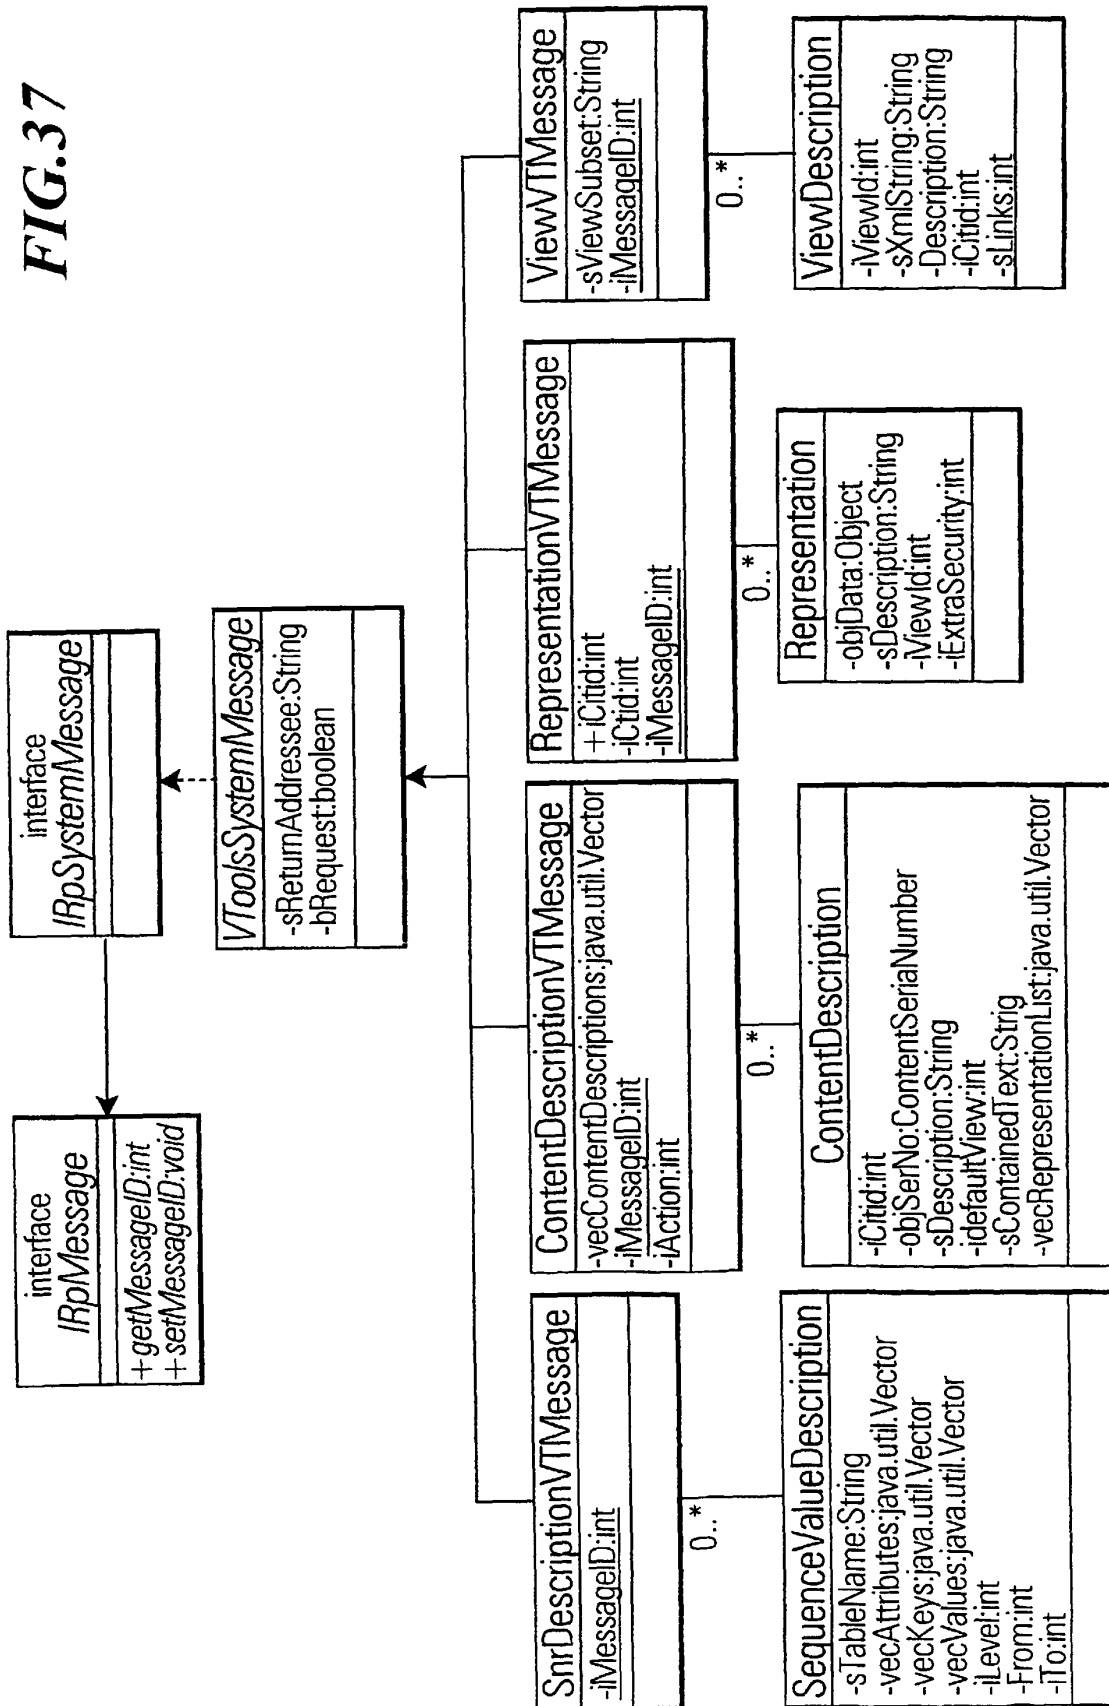 FIG.37
interface
IRpMessage
+getMessageID:int
+setMessageID:void
interface
IRpSystemMessage
VToolsSystemMessage
-sReturnAddressee:String
-bRequest:boolean
SnrDescriptionVTMessage
-iMessageID:int
0..*
SequenceValueDescription
-sTableName:String
-vecAttributes:java.util.Vector
-vecKeys:java.util.Vector
-vecValues:java.util.Vector
-iLevel:int
-From:int
-iTo:int
ContentDescriptionVTMessage
-vecContentDescriptions:java.util.Vector
-iMessageID:int
-iAction:int
0..*
ContentDescription
-iCitid:int
-objSerNo:ContentSerialNumber
-sDescription:String
-idefaultView:int
-sContainedText:Strig
-vecRepresentationList:java.util.Vector
RepresentationVTMessage
+iCitid:int
-iCtid:int
-iMessageID:int
0..*
Representation
-objData:Object
-sDescription:String
-iViewId:int
-iExtraSecurity:int
ViewVTMessage
-sViewSubset:String
-iMessageID:int
0..*
ViewDescription
-iViewId:int
-sXmlString:String
-Description:String
-iCitid:int
-sLinks:int